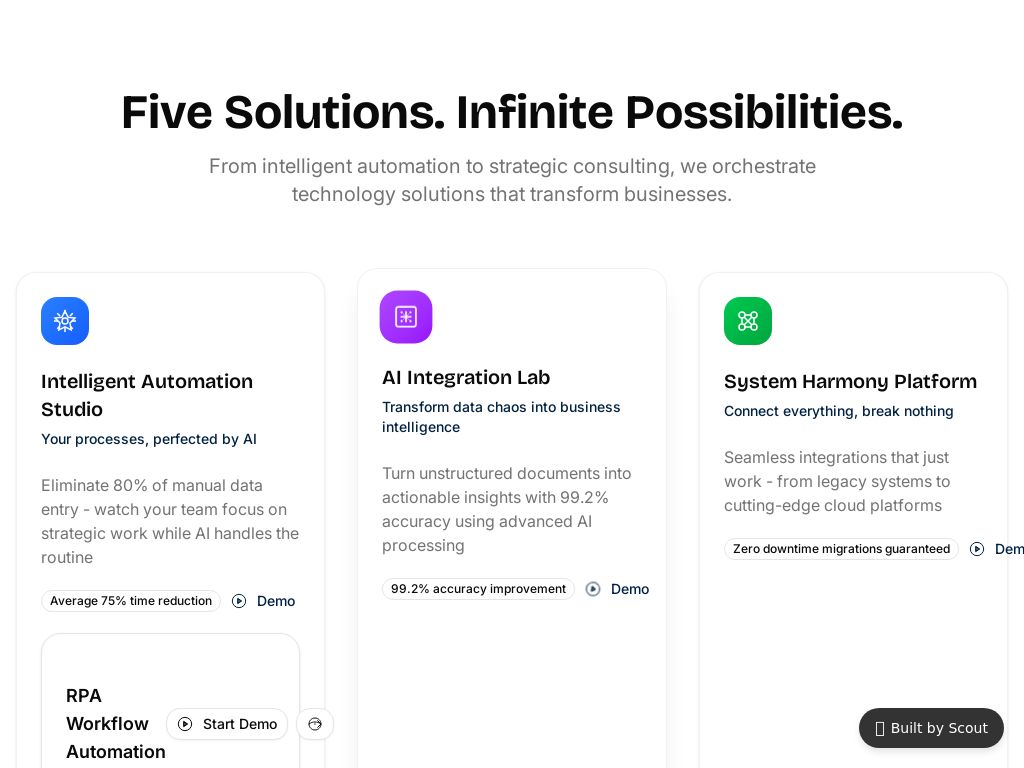 Five Solutions. Infinite Possibilities.
From intelligent automation to strategic consulting, we orchestrate
technology solutions that transform businesses.
Intelligent Automation
Studio
Your processes, perfected by AI
Eliminate 80% of manual data
entry - watch your team focus on
strategic work while AI handles the
routine
Average 75% time reduction
Demo
RPA
Workflow
Automation
Start Demo
AI Integration Lab
Transform data chaos into business
intelligence
Turn unstructured documents into
actionable insights with 99.2%
accuracy using advanced AI
processing
99.2% accuracy improvement
Demo
System Harmony Platform
Connect everything, break nothing
Seamless integrations that just
work - from legacy systems to
cutting-edge cloud platforms
Zero downtime migrations guaranteed
Dem
Built by Scout